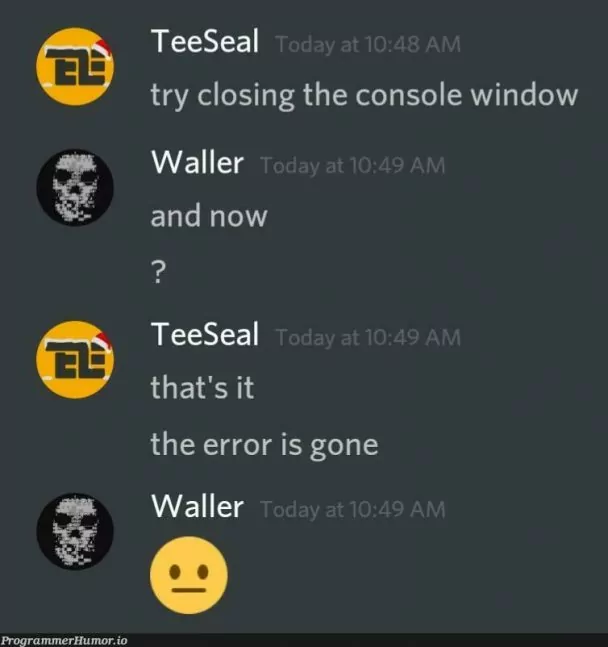 TeeSeal Today at 10:48 AM
try closing the console window
Waller Today at 10:49 AM
and now
?
TeeSeal Today at 10:49 AM
that's it
the error is gone
Waller Today at 10:49 AM
ProgrammerHumor.io